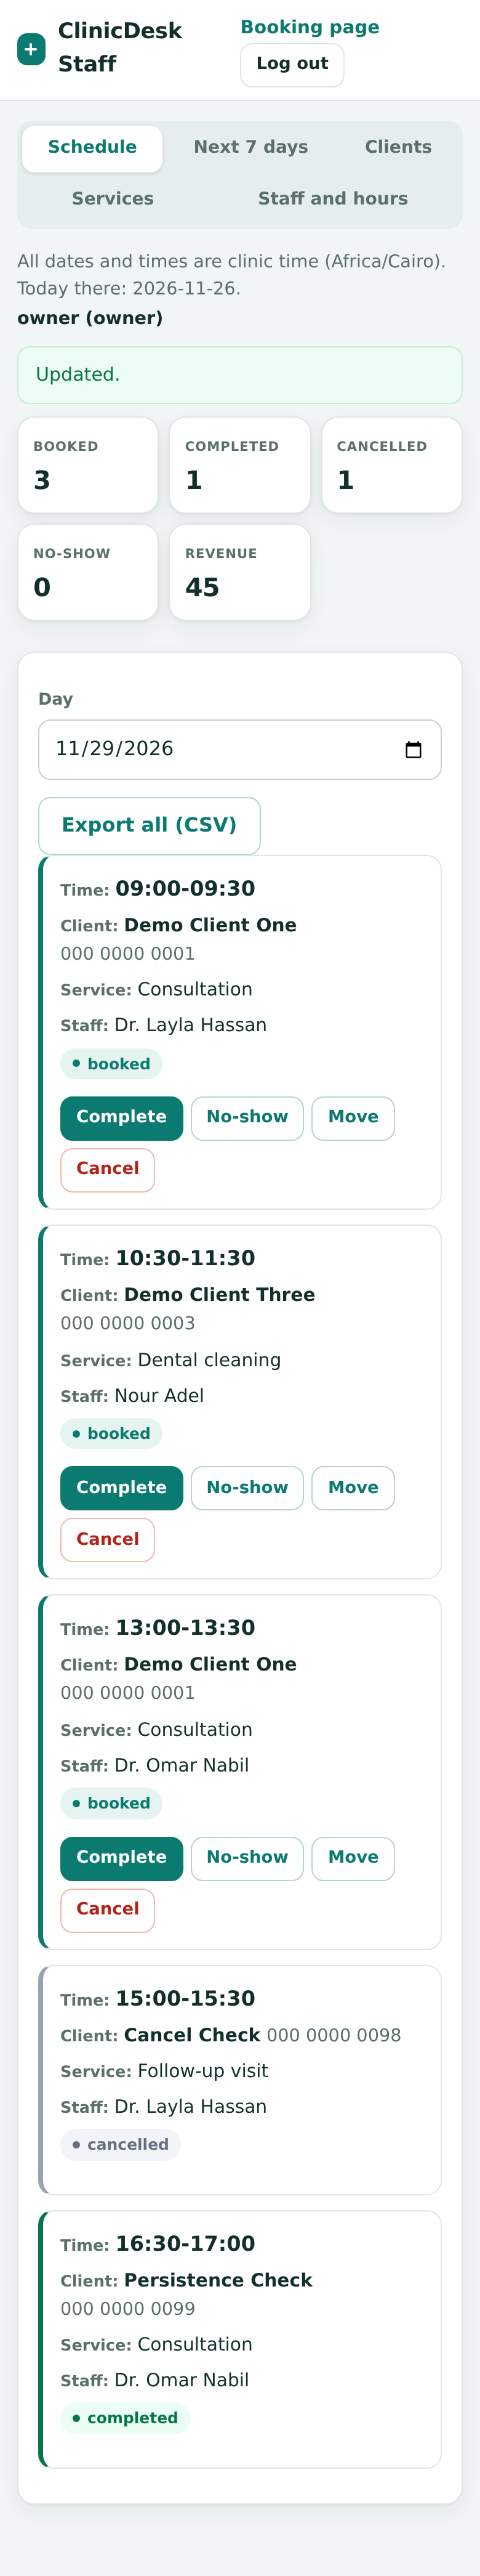 ClinicDesk
Staff
Booking page
Log out
Schedule
Next 7 days
Clients
Services
Staff and hours
All dates and times are clinic time (Africa/Cairo).
Today there: 2026-11-26.
owner (owner)
Updated.
BOOKED
3
COMPLETED
1
CANCELLED
1
NO-SHOW
0
REVENUE
45
Day
11/29/2026
Export all (CSV)
Time: 09:00-09:30
Client: Demo Client One
000 0000 0001
Service: Consultation
Staff: Dr. Layla Hassan
booked
Complete
No-show
Move
Cancel
Time: 10:30-11:30
Client: Demo Client Three
000 0000 0003
Service: Dental cleaning
Staff: Nour Adel
booked
Complete
No-show
Move
Cancel
Time: 13:00-13:30
Client: Demo Client One
000 0000 0001
Service: Consultation
Staff: Dr. Omar Nabil
booked
Complete
No-show
Move
Cancel
Time: 15:00-15:30
Client: Cancel Check 000 0000 0098
Service: Follow-up visit
Staff: Dr. Layla Hassan
cancelled
Time: 16:30-17:00
Client: Persistence Check
000 0000 0099
Service: Consultation
Staff: Dr. Omar Nabil
completed